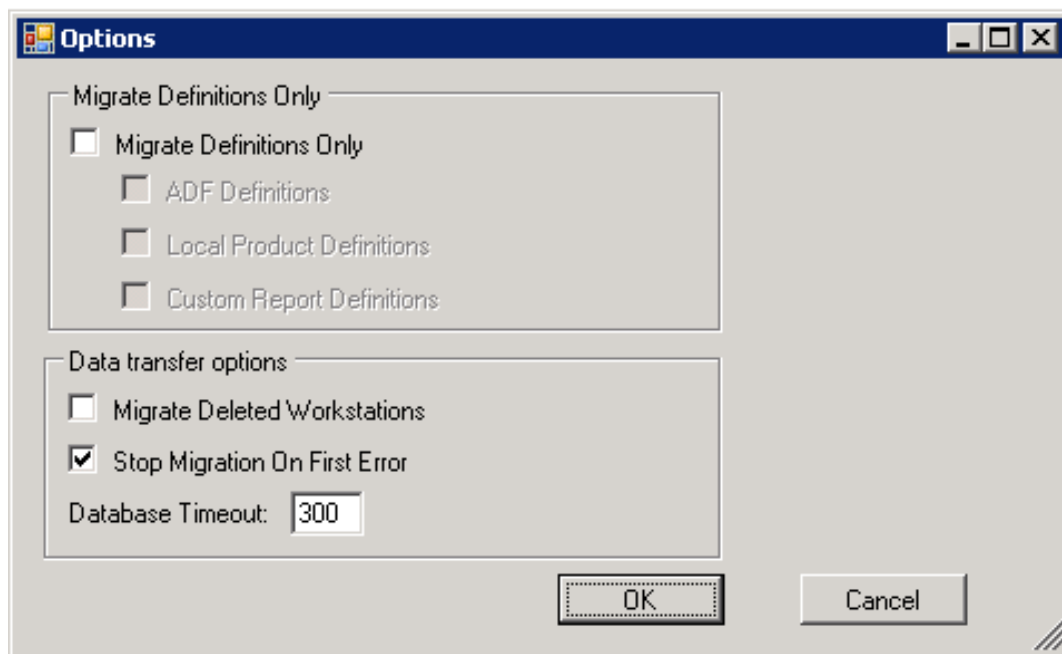 Options
Migrate Definitions Only
Migrate Definitions Only
ADF Definitions
Local Product Definitions
Custom Report Definitions
Data transfer options
Migrate Deleted Workstations
Stop Migration On First Error
Database Timeout: 300
OK Cancel